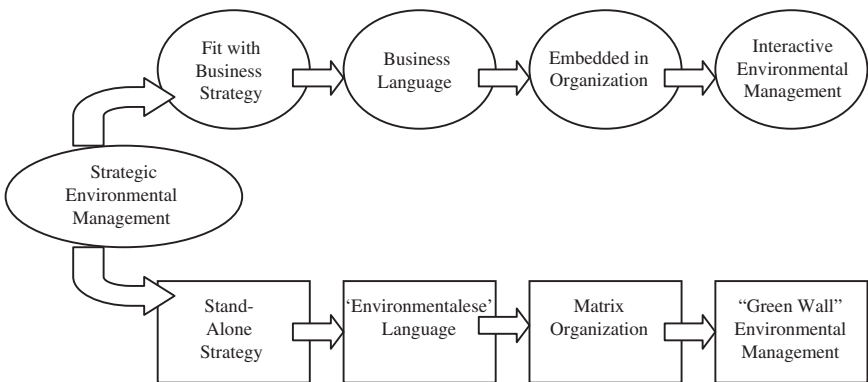 Fit with
Business
Strategy
Business
Language
Embedded in
Organization
Interactive
Environmental
Management
Strategic
Environmental
Management
Stand-
Alone
Strategy
'Environmentalese'
Language
Matrix
Organization
“Green Wall”
Environmental
Management